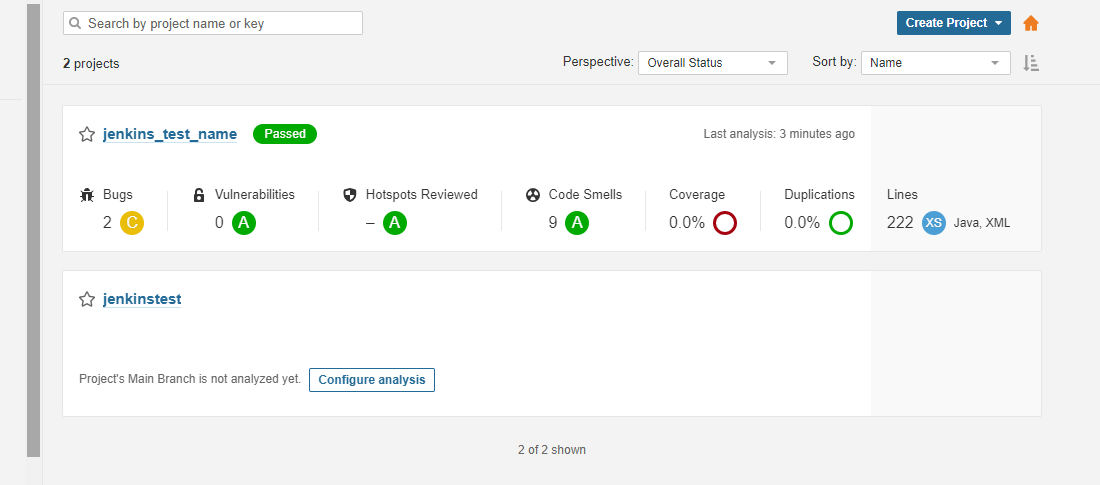 Search by project name or key
Create Project
2 projects
Perspective: Overall Status
Sort by: Name
jenkins_test_name Passed
Last analysis: 3 minutes ago
Bugs Vulnerabilities Hotspots Reviewed Code Smells Coverage Duplications Lines
2 C 0 A – A 9 A 0.0% 0.0% 222 XS Java, XML
jenkinstest
Project's Main Branch is not analyzed yet. Configure analysis
2 of 2 shown